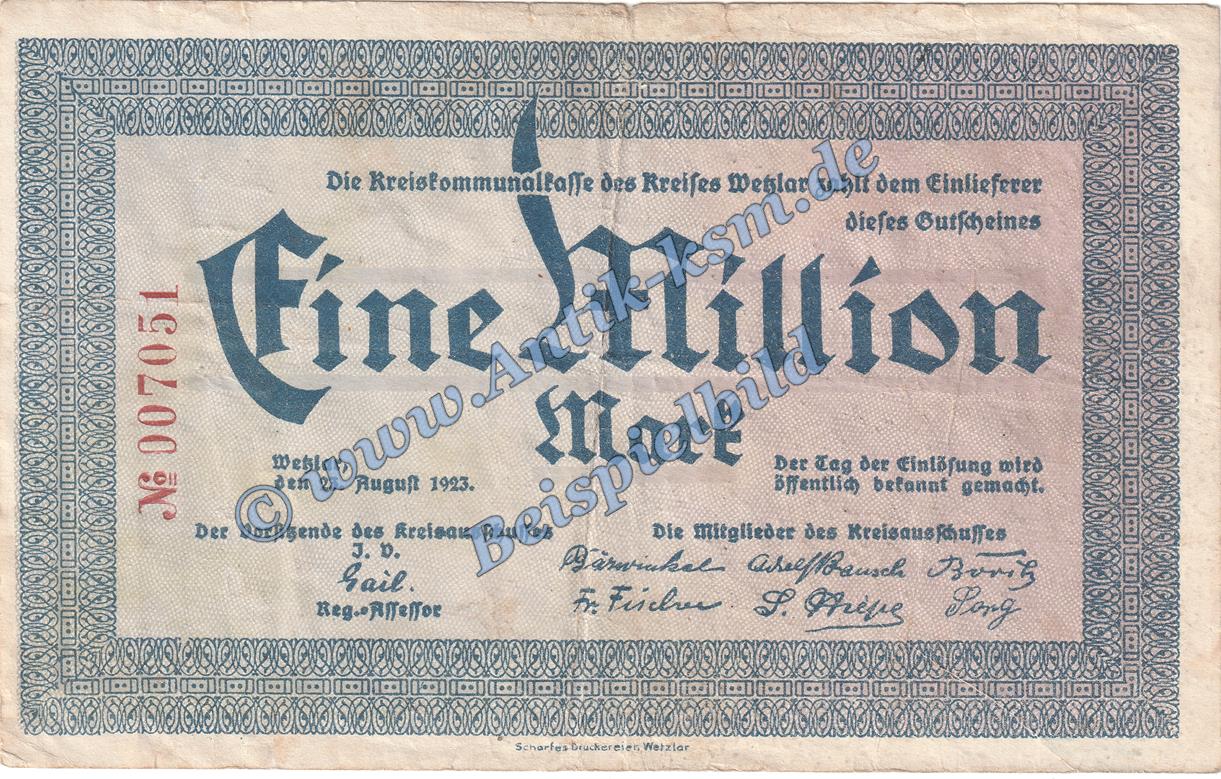 Die Kreiskommunalkasse des Kreises Wetzlar zahlt dem Einlieferer
dieses Gutscheines
Eine Million
Mark
№ 007051
Wetzlar,
den August 1923.
Der Tag der Einlösung wird
öffentlich bekannt gemacht.
Der Vorsitzende des Kreisausschusses
J. V.
Gail.
Reg.-Assessor
Die Mitglieder des Kreisausschusses
Bärwinkel Adolf Bausch
Fr. Fischer
Scharfes Druckereien, Wetzlar
© www.Antik-ksm.de
Beispielbild